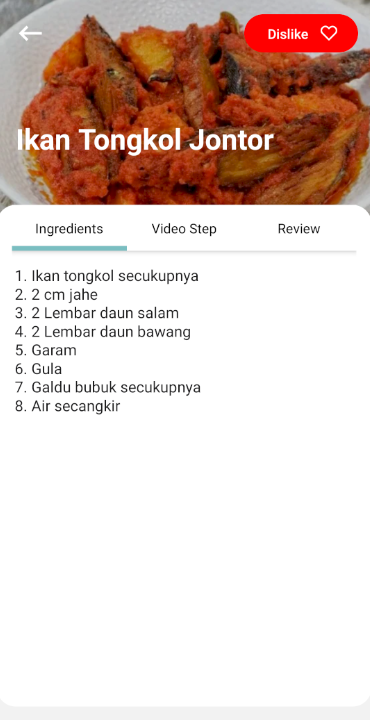 Dislike
Ikan Tongkol Jontor
Ingredients Video Step Review
1. Ikan tongkol secukupnya
2. 2 cm jahe
3. 2 Lembar daun salam
4. 2 Lembar daun bawang
5. Garam
6. Gula
7. Galdu bubuk secukupnya
8. Air secangkir